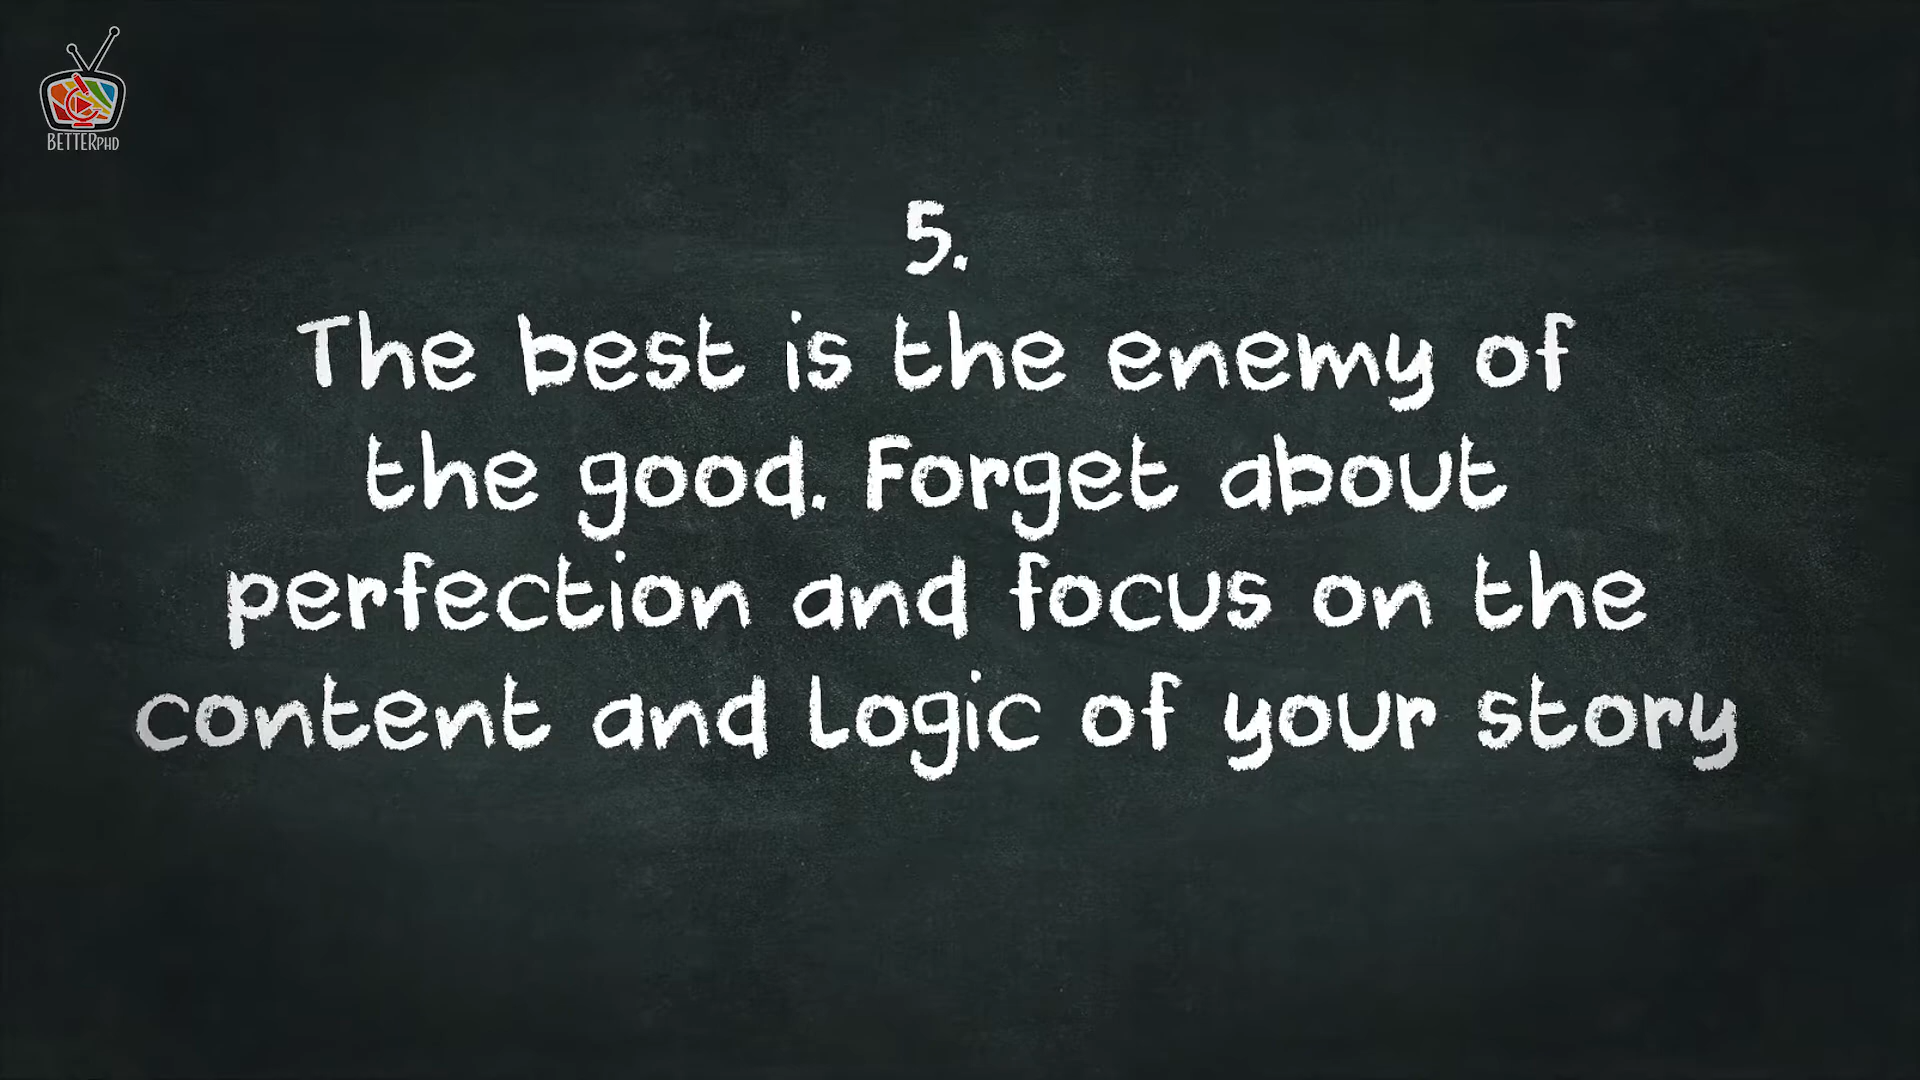 BETTERPHD
5.
The best is the enemy of
the good. Forget about
perfection and focus on the
content and logic of your story